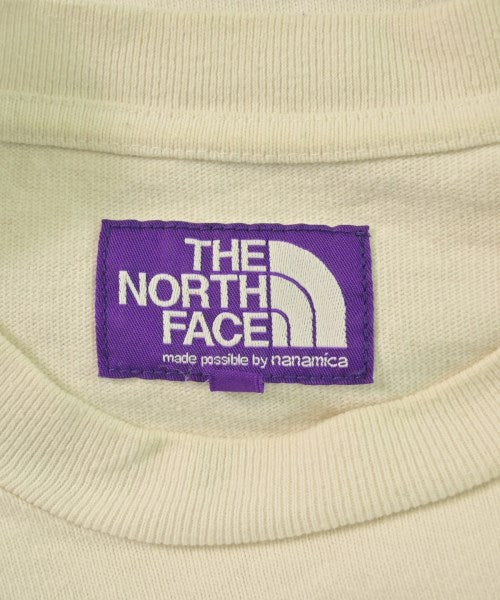 THE
NORTH
FACE
made possible by nanamica